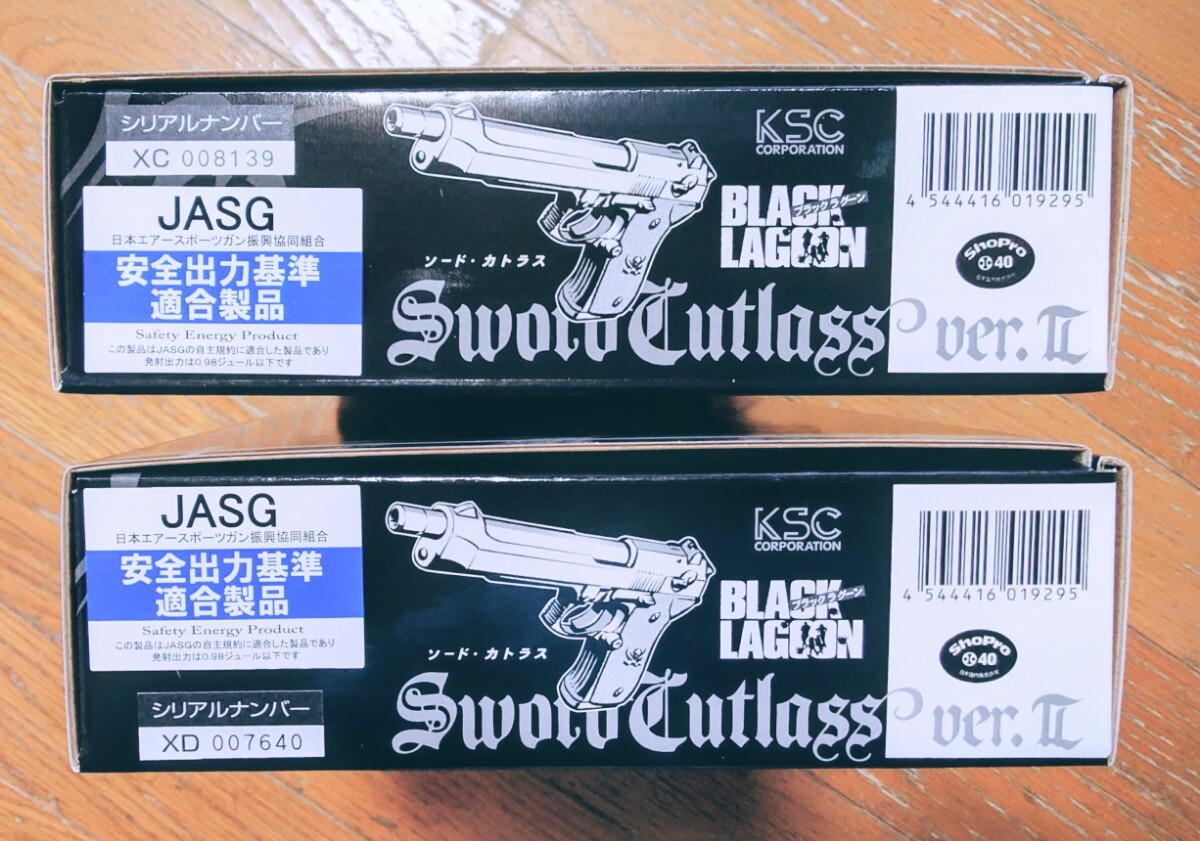 シリアルナンバー
XC 008139
JASG
日本エアースポーツガン振興協同組合
安全出力基準
適合製品
Safety Energy Product
この製品はJASGの自主規約に適合した製品であり
発射出力は0.98ジュール以下です
KSC
CORPORATION
BLACK
ブラック・ラグーン
LAGOON
ソード・カトラス
Sword Cutlass ver. II
4 544416 019295
ShoPro
40
JASG
日本エアースポーツガン振興協同組合
安全出力基準
適合製品
Safety Energy Product
この製品はJASGの自主規約に適合した製品であり
発射出力は0.98ジュール以下です
シリアルナンバー
XD 007640
KSC
CORPORATION
BLACK
ブラック・ラグーン
LAGOON
ソード・カトラス
Sword Cutlass ver. II
4 544416 019295
ShoPro
40